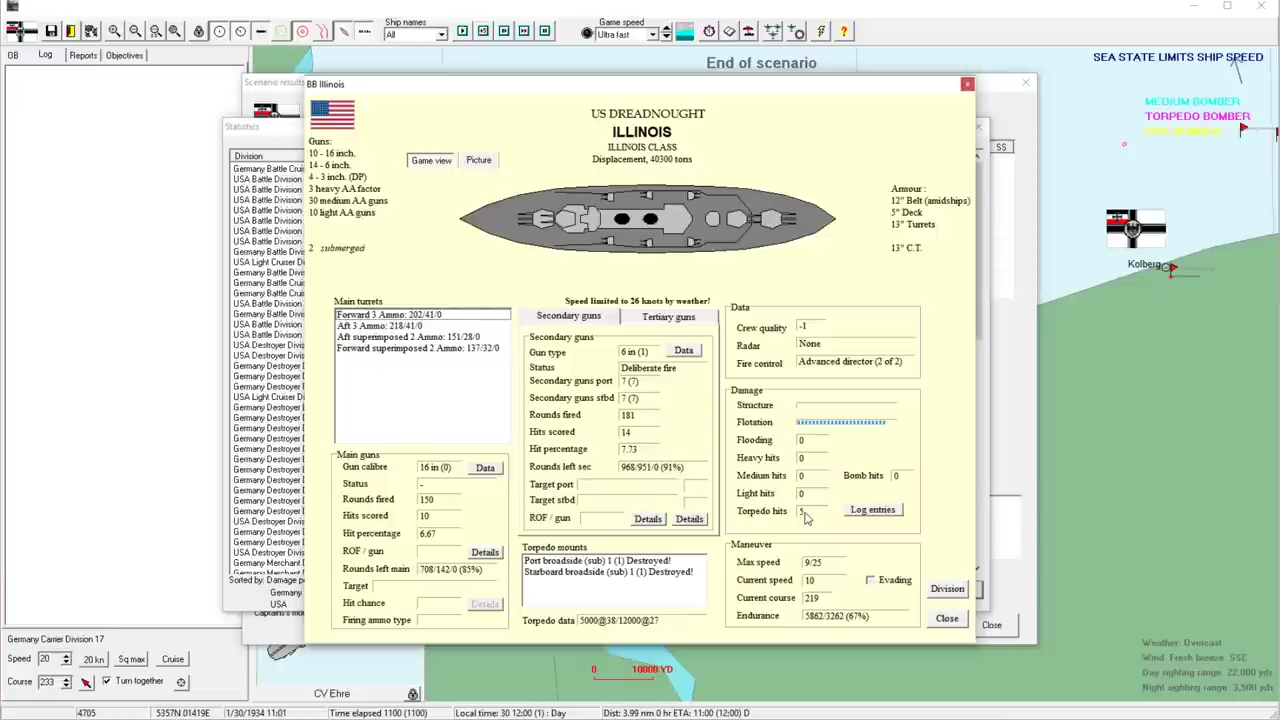 Ship names
All
Game speed
Ultra fast
OB
Log
Reports
Objectives
End of scenario
SEA STATE LIMITS SHIP SPEED
MEDIUM BOMBER
TORPEDO BOMBER
DIVE BOMBER
Scenario results
Statistics
SS
Division
Germany Battle Cruis
USA Battle Division
USA Battle Division
USA Battle Division
USA Battle Division
USA Battle Division
USA Battle Division
Germany Battle Divis
USA Light Cruiser Di
Germany Battle Divis
Germany Battle Cruis
Germany Battle Cruis
USA Battle Division
Germany Battle Divis
USA Battle Division
USA Battle Division
USA Destroyer Divisi
USA Destroyer Divisi
Germany Destroyer D
Germany Destroyer D
USA Light Cruiser Di
Germany Destroyer D
Germany Destroyer D
Germany Destroyer D
Germany Destroyer D
Germany Destroyer D
Germany Destroyer D
Germany Destroyer D
Germany Destroyer D
Germany Destroyer D
Germany Destroyer D
USA Destroyer Divisi
Germany Destroyer D
Germany Destroyer D
Germany Merchant D
Germany Merchant D
Sorted by: Damage po
Germany
USA
Captain's mo
BB Illinois
US DREADNOUGHT
ILLINOIS
ILLINOIS CLASS
Displacement, 40300 tons
Guns:
10 - 16 inch.
14 - 6 inch.
4 - 3 inch. (DP)
3 heavy AA factor
30 medium AA guns
10 light AA guns
2 submerged
Game view
Picture
Armour :
12" Belt (amidships)
5" Deck
13" Turrets
13" C.T.
Main turrets
Forward 3 Ammo: 202/41/0
Aft 3 Ammo: 218/41/0
Aft superimposed 2 Ammo: 151/28/0
Forward superimposed 2 Ammo: 137/32/0
Main guns
Gun calibre 16 in (0) Data
Status -
Rounds fired 150
Hits scored 10
Hit percentage 6.67
ROF / gun Details
Rounds left main 708/142/0 (85%)
Target
Hit chance Details
Firing ammo type
Speed limited to 26 knots by weather!
Secondary guns
Tertiary guns
Secondary guns
Gun type 6 in (1) Data
Status Deliberate fire
Secondary guns port 7 (7)
Secondary guns stbd 7 (7)
Rounds fired 181
Hits scored 14
Hit percentage 7.73
Rounds left sec 968/951/0 (91%)
Target port
Target stbd
ROF / gun Details Details
Torpedo mounts
Port broadside (sub) 1 (1) Destroyed!
Starboard broadside (sub) 1 (1) Destroyed!
Torpedo data 5000@38/12000@27
Data
Crew quality -1
Radar None
Fire control Advanced director (2 of 2)
Damage
Structure
Flotation
Flooding 0
Heavy hits 0
Medium hits 0 Bomb hits 0
Light hits 0
Torpedo hits 5 Log entries
Maneuver
Max speed 9/25
Current speed 10 Evading
Current course 219
Endurance 5862/3262 (67%)
Division
Close
Close
Kolberg
Germany Carrier Division 17
Speed 20 20 kn Sq max Cruise
Course 233 Turn together
CV Ehre
0 10000 YD
Weather: Overcast
Wind: Fresh breeze SSE
Day sighting range: 22,000 yds
Night sighting range: 3,500 yds
4705
5357N 01419E
1/30/1934 11:01
Time elapsed 1100 (1100)
Local time: 30 12:00 (1) : Day
Dist: 3.99 nm 0 hr ETA: 11:00 (12:00) D